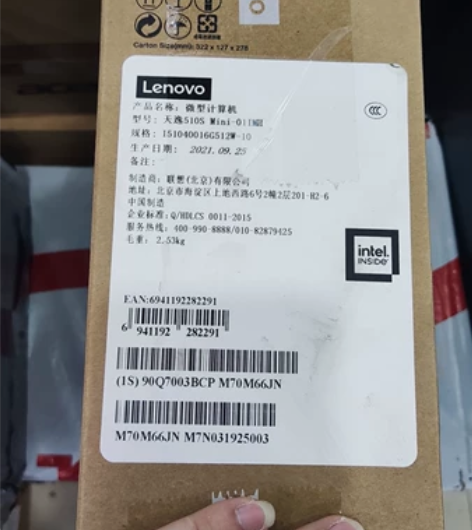 Carton Size(mm): 322 x 127 x 278
Lenovo
产品名称: 微型计算机
型号: 天逸510S Mini-01IMGI
规格: I51040016G512W-10
生产日期: 2021.09.25
备注:
制造商: 联想(北京)有限公司
地址: 北京市海淀区上地西路6号2幢2层201-H2-6
中国制造
企业标准: Q/HDLCS 0011-2015
服务热线: 400-990-8888/010-82879425
毛重: 2.53kg
intel.
INSIDE
EAN:6941192282291
6 941192 282291
(1S) 90Q7003BCP M70M66JN
M70M66JN M7N031925003